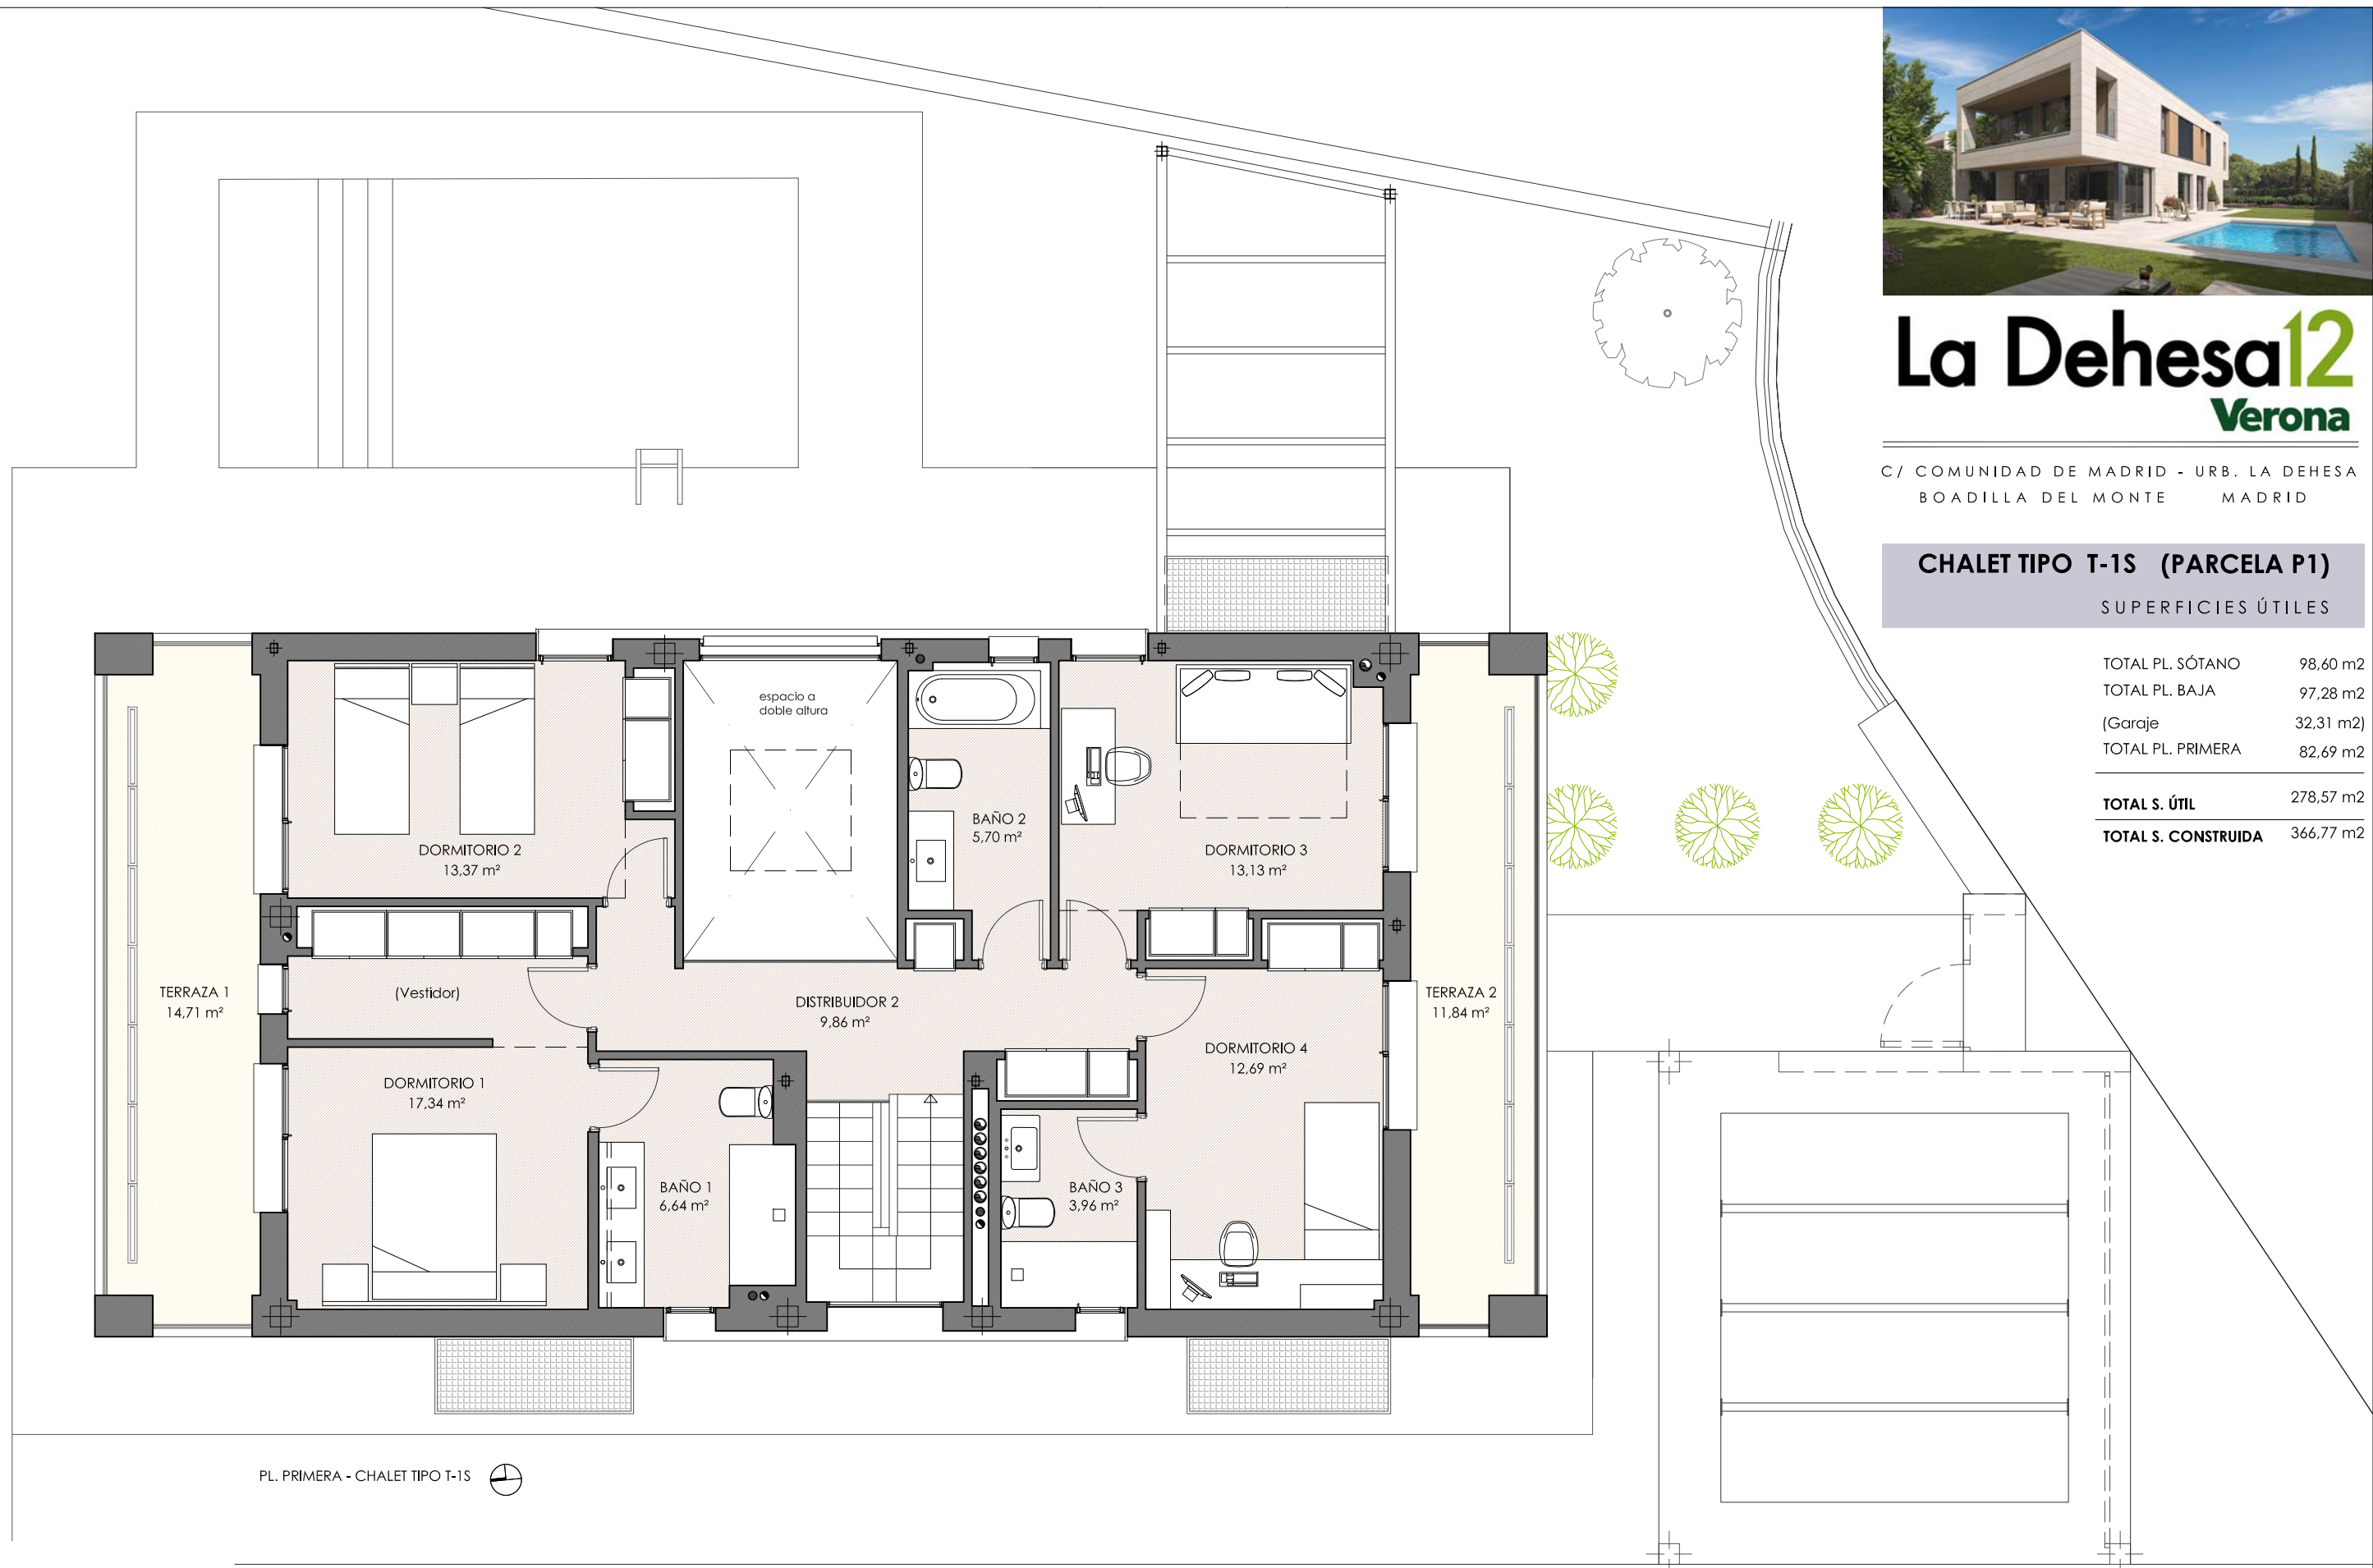 La Dehesa12
Verona
C/ COMUNIDAD DE MADRID - URB. LA DEHESA
BOADILLA DEL MONTE MADRID
CHALET TIPO T-1S (PARCELA P1)
SUPERFICIES ÚTILES
TOTAL PL. SÓTANO 98,60 m2
TOTAL PL. BAJA 97,28 m2
(Garaje 32,31 m2)
TOTAL PL. PRIMERA 82,69 m2
TOTAL S. ÚTIL 278,57 m2
TOTAL S. CONSTRUIDA 366,77 m2
espacio a
doble altura
BAÑO 2
5,70 m²
DORMITORIO 2
13,37 m²
DORMITORIO 3
13,13 m²
TERRAZA 1
14,71 m²
(Vestidor)
DISTRIBUIDOR 2
9,86 m²
TERRAZA 2
11,84 m²
DORMITORIO 4
12,69 m²
DORMITORIO 1
17,34 m²
BAÑO 1
6,64 m²
BAÑO 3
3,96 m²
PL. PRIMERA - CHALET TIPO T-1S